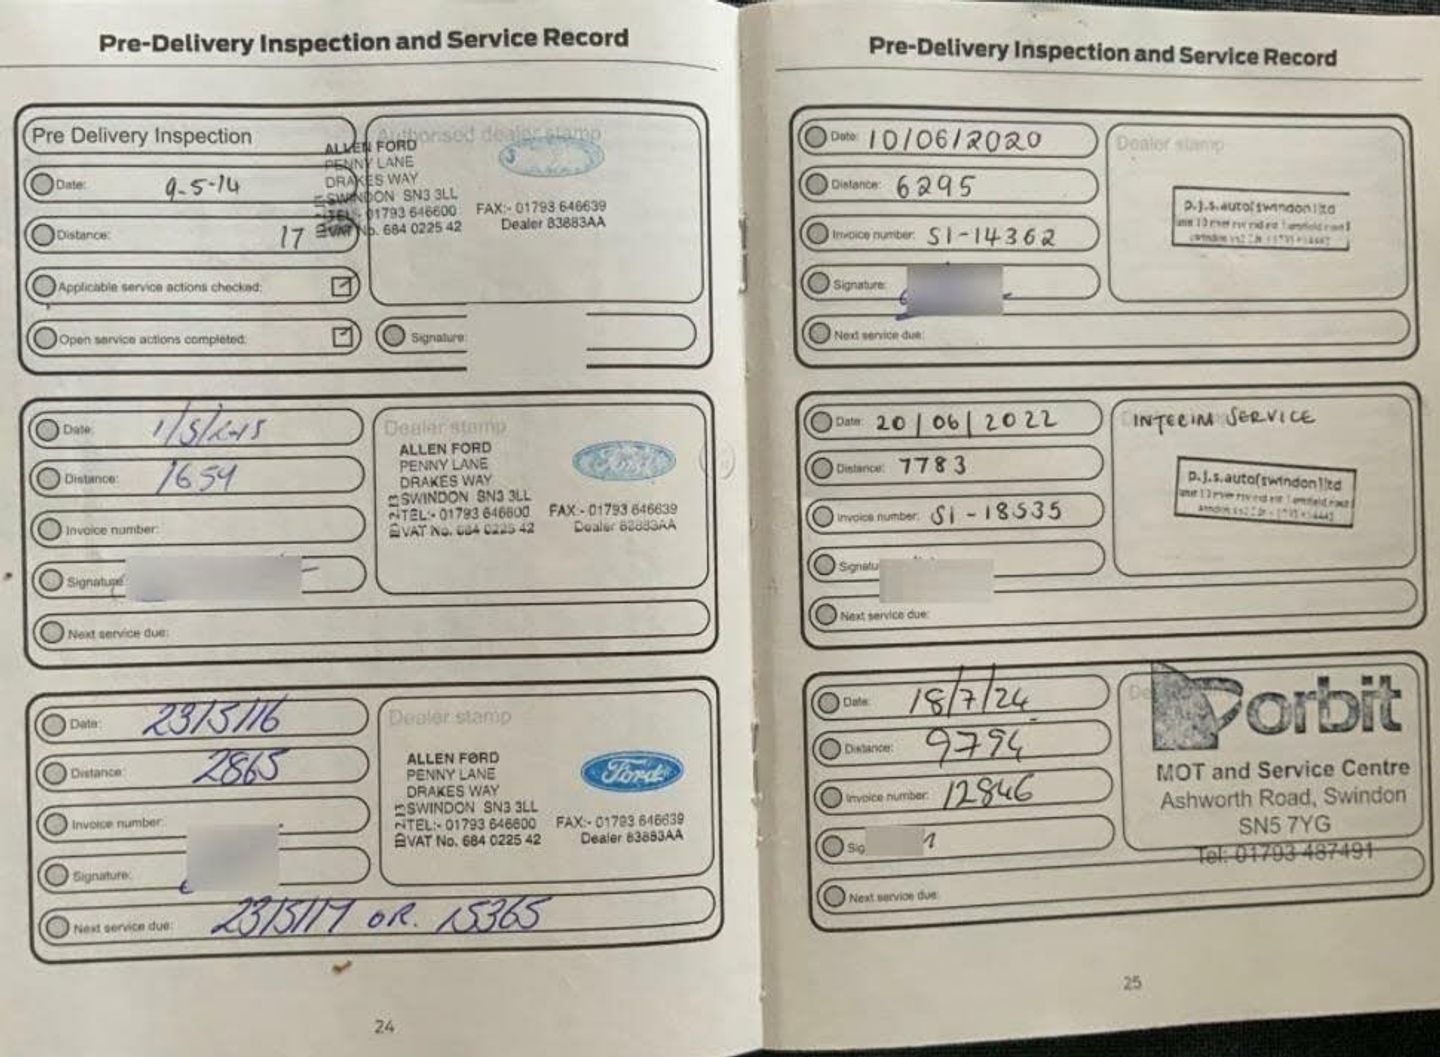 Pre-Delivery Inspection and Service Record
Pre Delivery Inspection
Date: 9-5-14
Distance: 17
Applicable service actions checked:
Open service actions completed:
Authorised dealer stamp
ALLEN FORD
PENNY LANE
DRAKES WAY
SWINDON SN3 3LL
TEL:- 01793 646600 FAX:- 01793 646639
VAT No. 684 0225 42 Dealer 83883AA
Signature:
Date: 1/5/2015
Distance: 1659
Invoice number:
Signature
Next service due:
Dealer stamp
ALLEN FORD
PENNY LANE
DRAKES WAY
SWINDON SN3 3LL
TEL:- 01793 646600 FAX:- 01793 646639
VAT No. 684 0225 42 Dealer 83883AA
Ford
Date: 23/5/16
Distance: 2865
Invoice number:
Signature:
Next service due: 23/5/17 OR. 15365
Dealer stamp
ALLEN FORD
PENNY LANE
DRAKES WAY
SWINDON SN3 3LL
TEL:- 01793 646600 FAX:- 01793 646639
VAT No. 684 0225 42 Dealer 83883AA
Ford
24
Pre-Delivery Inspection and Service Record
Date: 10/06/2020
Distance: 6295
Invoice number: SI-14362
Signature:
Next service due:
Dealer stamp
D.J.S.auto(swindon)ltd
Date: 20/06/2022
Distance: 7783
Invoice number: SI-18535
Signatu
Next service due:
INTERIM SERVICE
D.J.S.auto(swindon)ltd
Date: 18/7/24
Distance: 9794
Invoice number: 12846
Sig
Next service due:
orbit
MOT and Service Centre
Ashworth Road, Swindon
SN5 7YG
Tel: 01793 487491
25